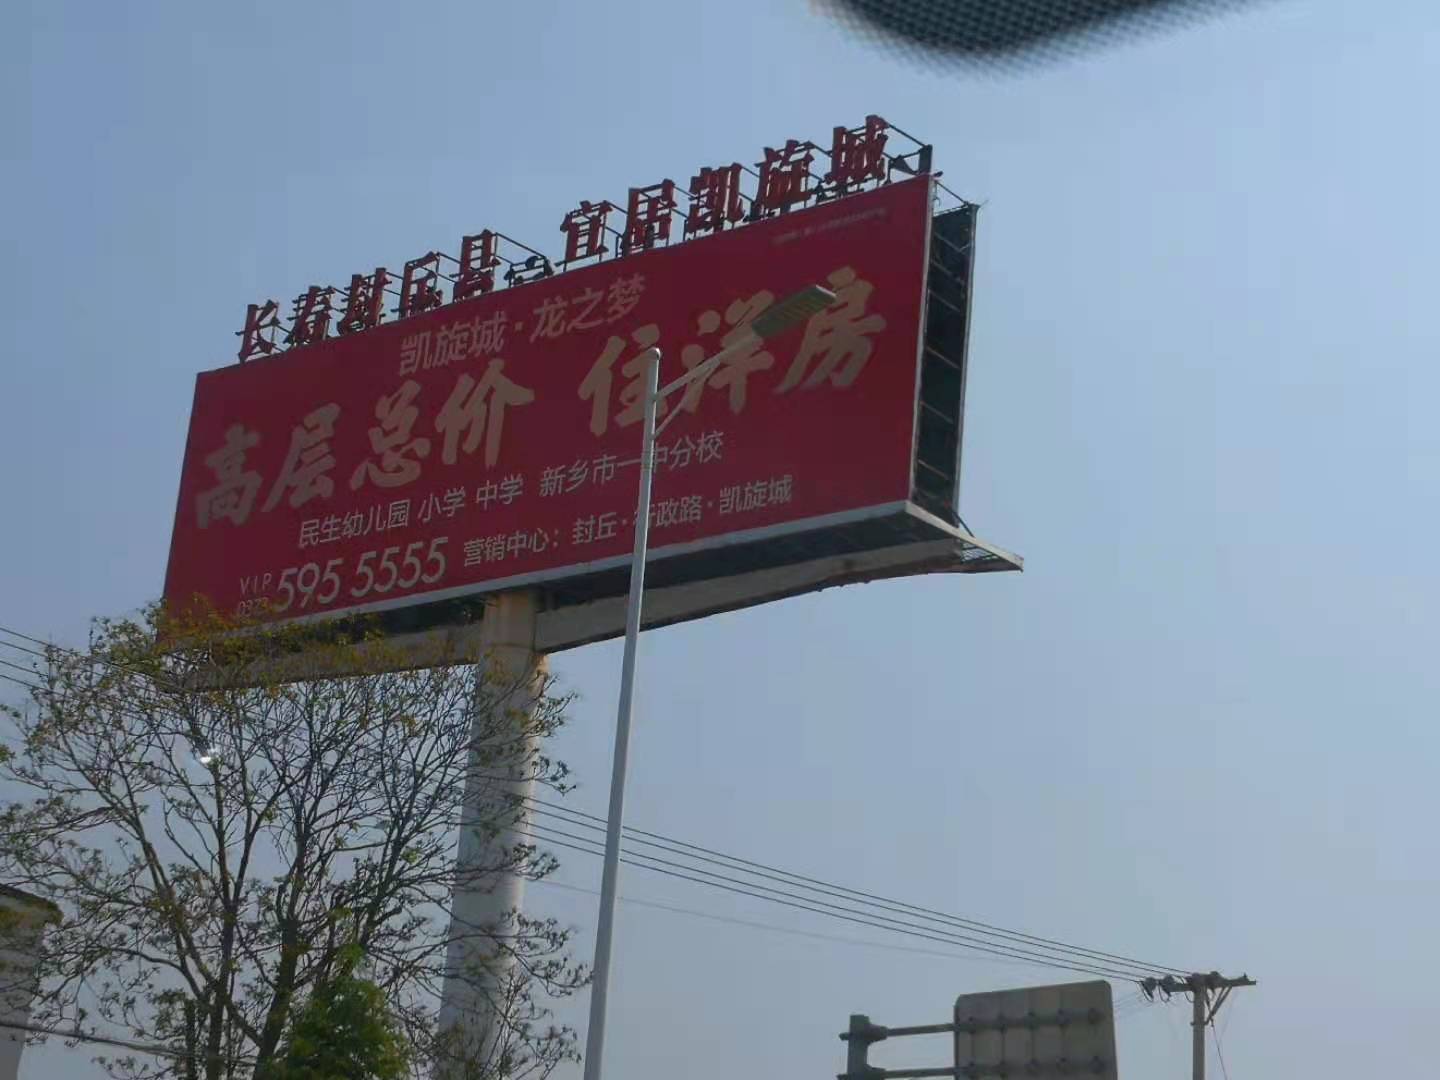 长寿封丘县 宜居凯旋城
凯旋城·龙之梦
高层总价 住洋房
民生幼儿园 小学 中学 新乡市一中分校
VIP 0373 595 5555 营销中心：封丘·政路·凯旋城